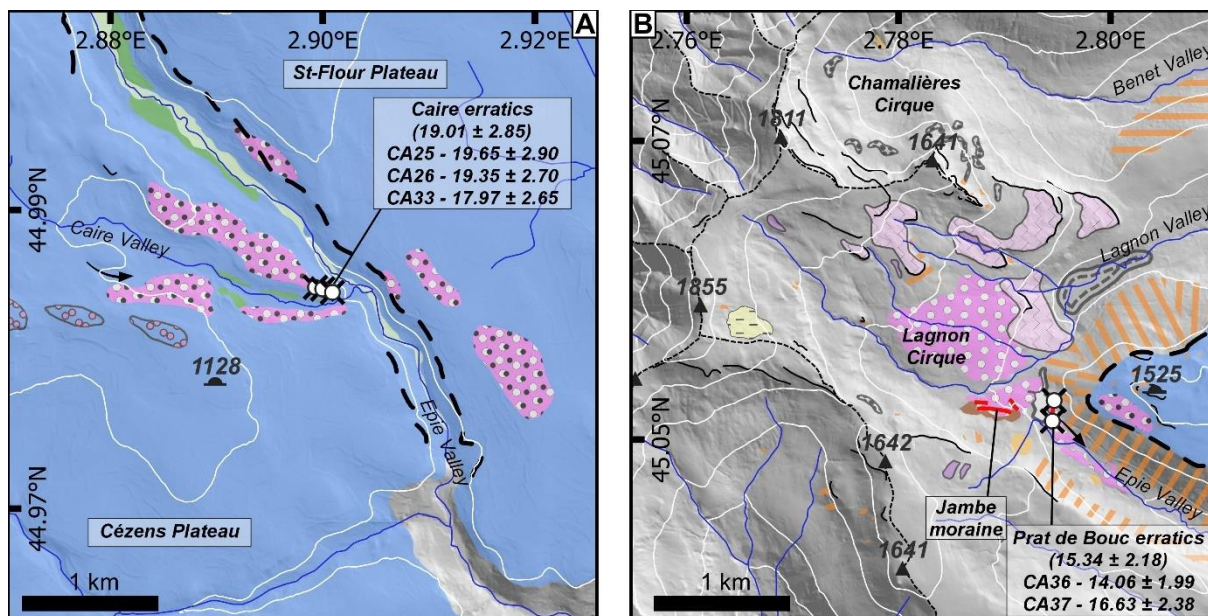 A
2.88°E
2.90°E
2.92°E
St-Flour Plateau
Caire erratics
(19.01 ± 2.85)
CA25 - 19.65 ± 2.90
CA26 - 19.35 ± 2.70
CA33 - 17.97 ± 2.65
44.99°N
Caire Valley
1128
Epie Valley
44.97°N
Cézens Plateau
1 km
B
2.76°E
2.78°E
2.80°E
Chamalières
Cirque
Benet Valley
1811
1641
45.07°N
Lagnon Valley
1855
Lagnon
Cirque
1525
45.05°N
1642
Epie Valley
Jambe
moraine
1641
Prat de Bouc erratics
(15.34 ± 2.18)
CA36 - 14.06 ± 1.99
CA37 - 16.63 ± 2.38
1 km